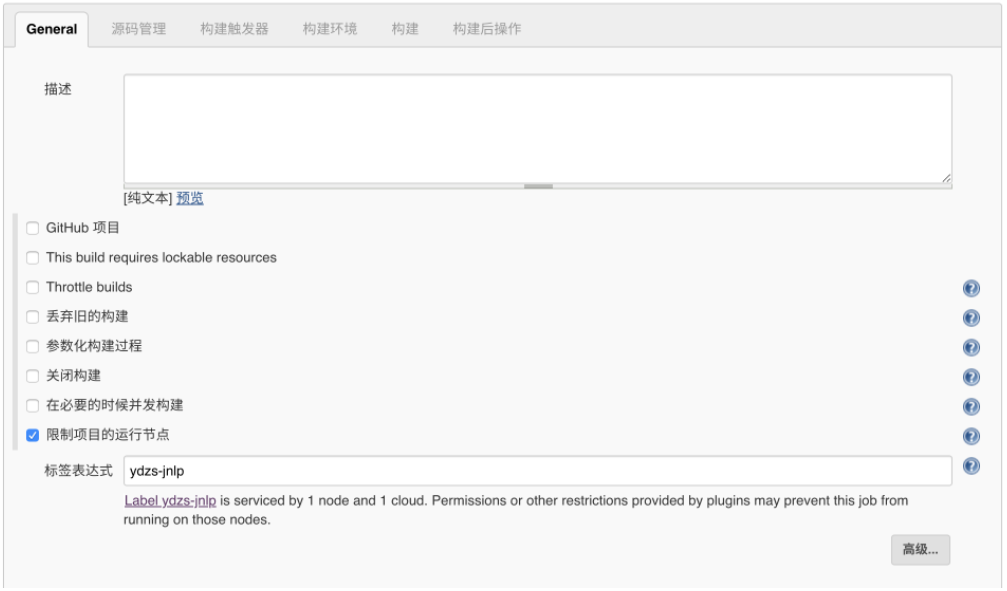 General 源码管理 构建触发器 构建环境 构建 构建后操作
描述
[纯文本] 预览
GitHub 项目
This build requires lockable resources
Throttle builds
丢弃旧的构建
参数化构建过程
关闭构建
在必要的时候并发构建
限制项目的运行节点
标签表达式 ydzs-jnlp
Label ydzs-jnlp is serviced by 1 node and 1 cloud. Permissions or other restrictions provided by plugins may prevent this job from
running on those nodes.
高级...